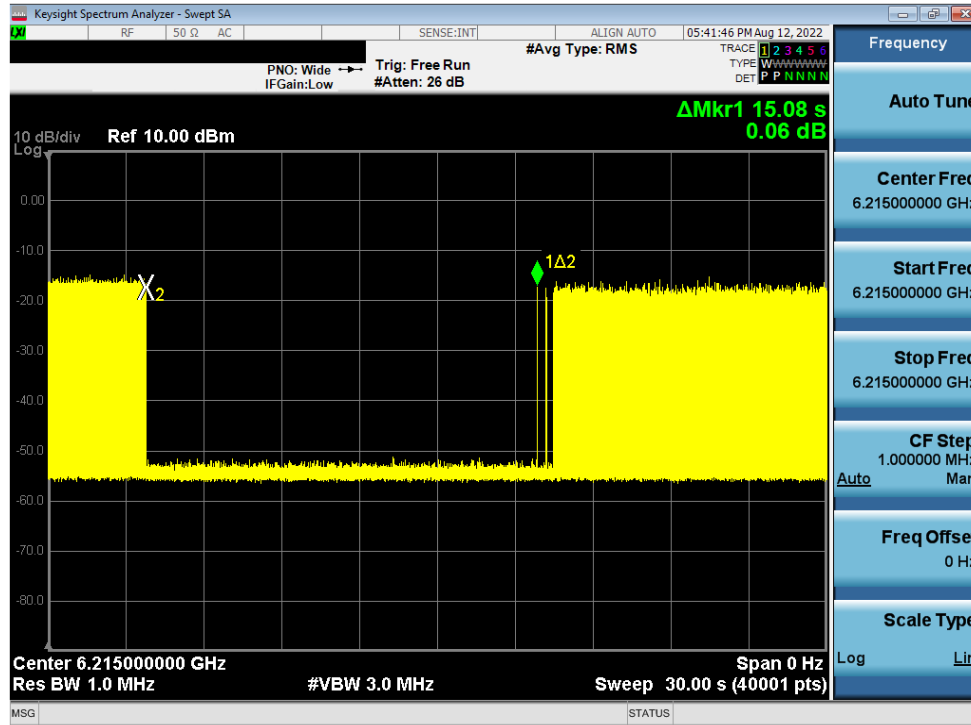 Keysight Spectrum Analyzer - Swept SA
LXI RF 50 Ω AC SENSE:INT ALIGN AUTO 05:41:46 PM Aug 12, 2022
#Avg Type: RMS
TRACE 1 2 3 4 5 6
TYPE WWWWWWW
DET P P N N N N
PNO: Wide
IFGain:Low
Trig: Free Run
#Atten: 26 dB
ΔMkr1 15.08 s
0.06 dB
10 dB/div Ref 10.00 dBm
Log
0.00
-10.0
-20.0
-30.0
-40.0
-50.0
-60.0
-70.0
-80.0
2
1Δ2
Center 6.215000000 GHz Span 0 Hz
Res BW 1.0 MHz #VBW 3.0 MHz Sweep 30.00 s (40001 pts)
MSG STATUS
Frequency
Auto Tune
Center Freq
6.215000000 GHz
Start Freq
6.215000000 GHz
Stop Freq
6.215000000 GHz
CF Step
1.000000 MHz
Auto Man
Freq Offset
0 Hz
Scale Type
Log Lin